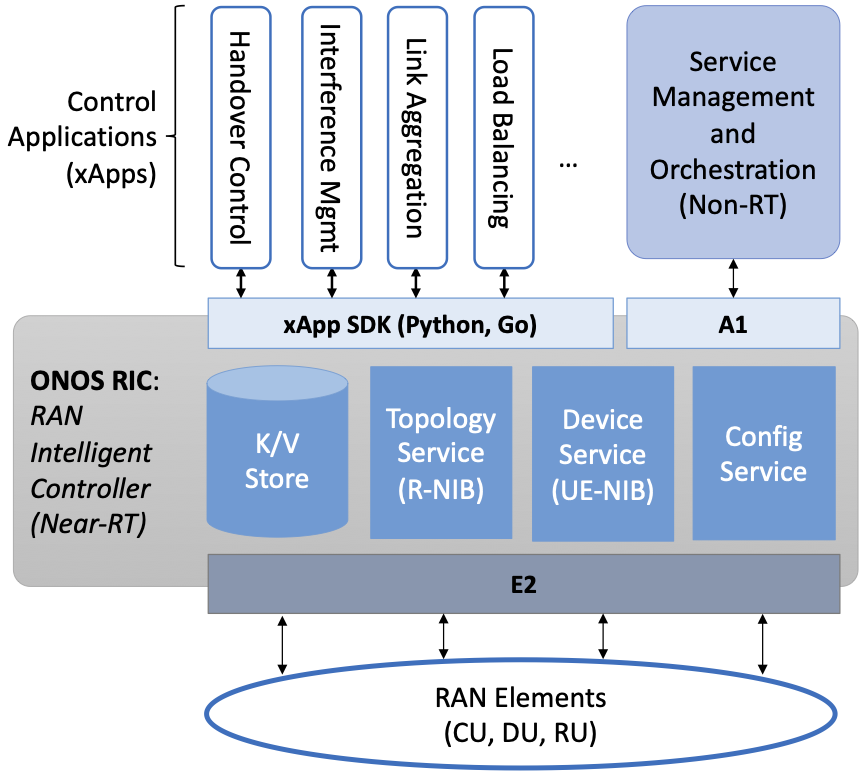 Control
Applications
(xApps)
Handover Control
Interference Mgmt
Link Aggregation
Load Balancing
...
Service
Management
and
Orchestration
(Non-RT)
xApp SDK (Python, Go)
A1
ONOS RIC:
RAN
Intelligent
Controller
(Near-RT)
K/V
Store
Topology
Service
(R-NIB)
Device
Service
(UE-NIB)
Config
Service
E2
RAN Elements
(CU, DU, RU)